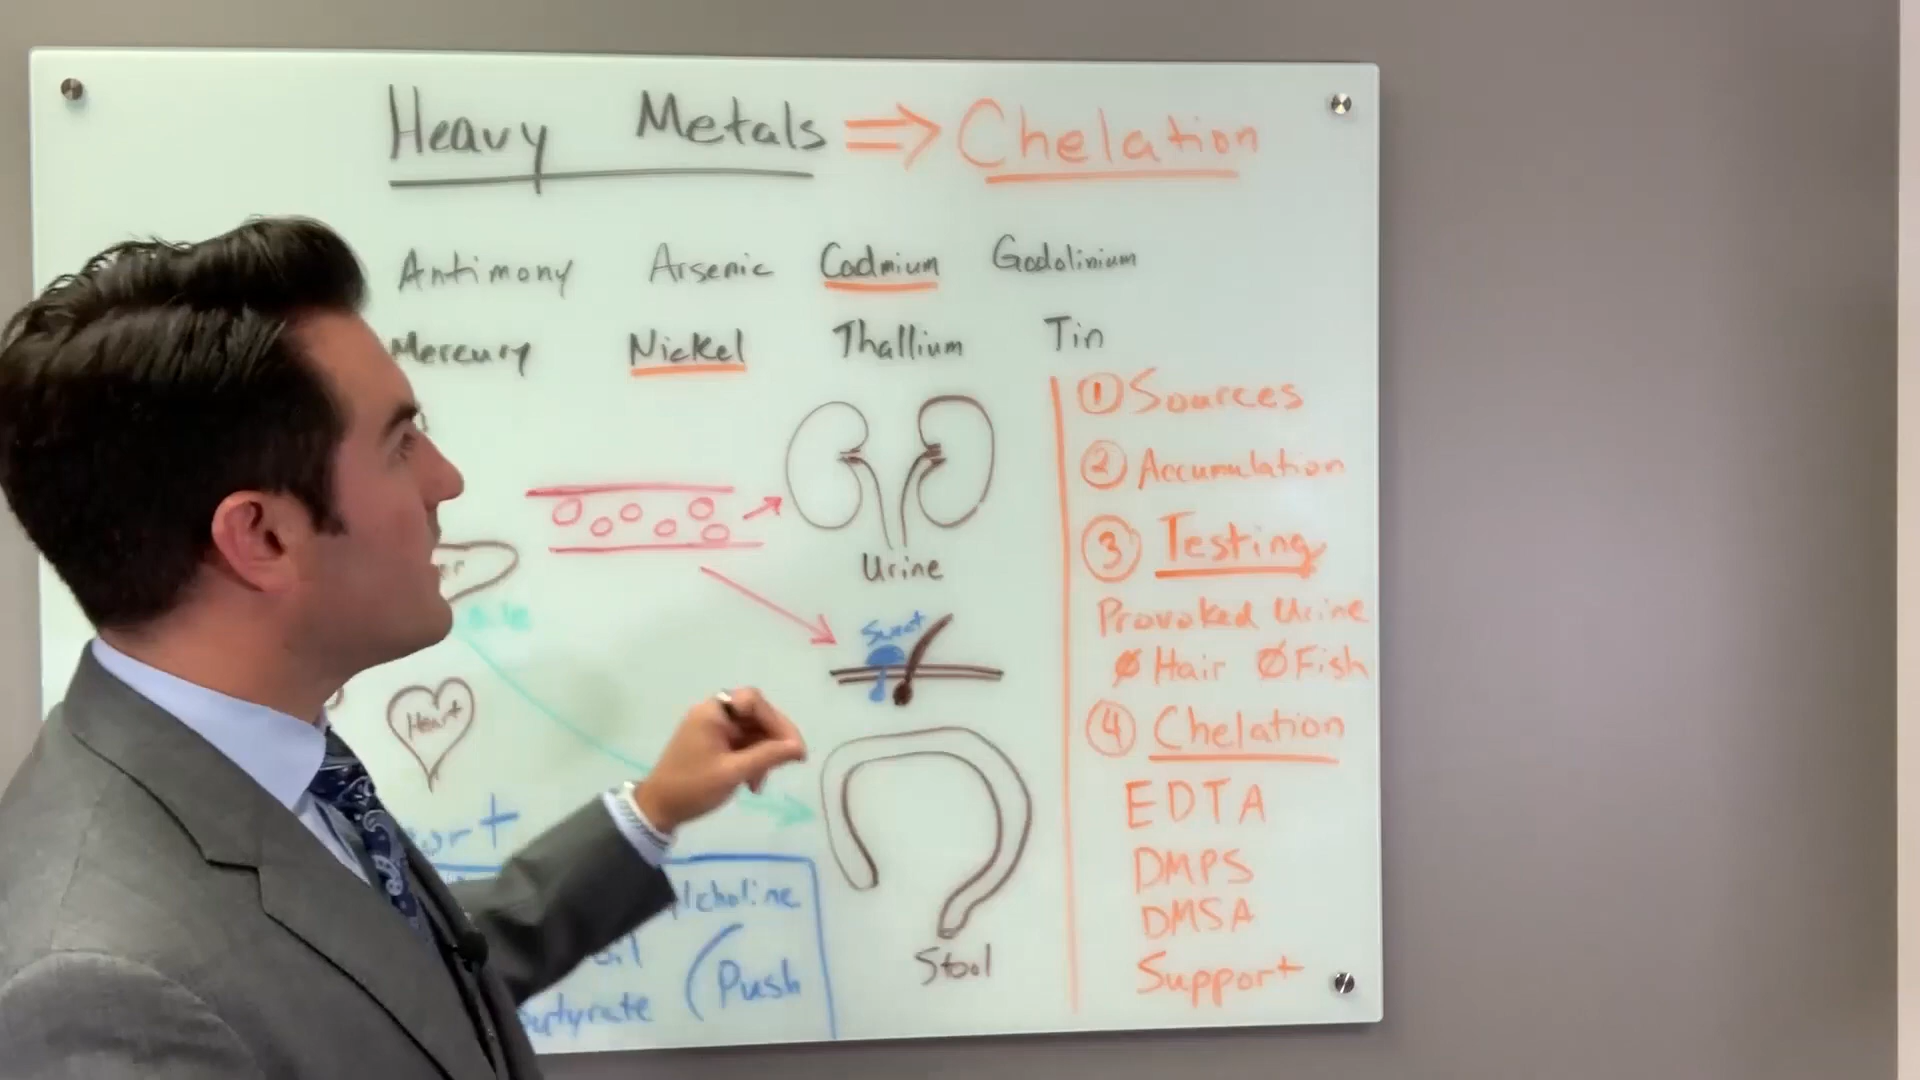 Heavy Metals ⇒ Chelation
Antimony Arsenic Cadmium Gadolinium
Mercury Nickel Thallium Tin
① Sources
② Accumulation
③ Testing
Provoked Urine
Ø Hair Ø Fish
④ Chelation
EDTA
DMPS
DMSA
Support
Urine
Sweat
Heart
Stool
(Push